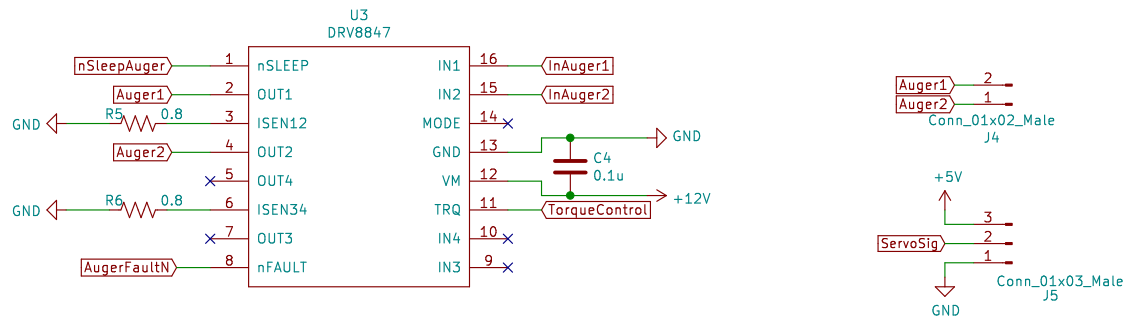 U3
DRV8847
nSleepAuger 1 nSLEEP IN1 16 InAuger1
Auger1 2 OUT1 IN2 15 InAuger2
GND R5 0.8 3 ISEN12 MODE 14
Auger2 4 OUT2 GND 13 GND
C4
0.1u
5 OUT4 VM 12 +12V
GND R6 0.8 6 ISEN34 TRQ 11 TorqueControl
7 OUT3 IN4 10
AugerFaultN 8 nFAULT IN3 9
Auger1 2
Auger2 1
Conn_01x02_Male
J4
+5V
3
ServoSig 2
1
Conn_01x03_Male
J5
GND